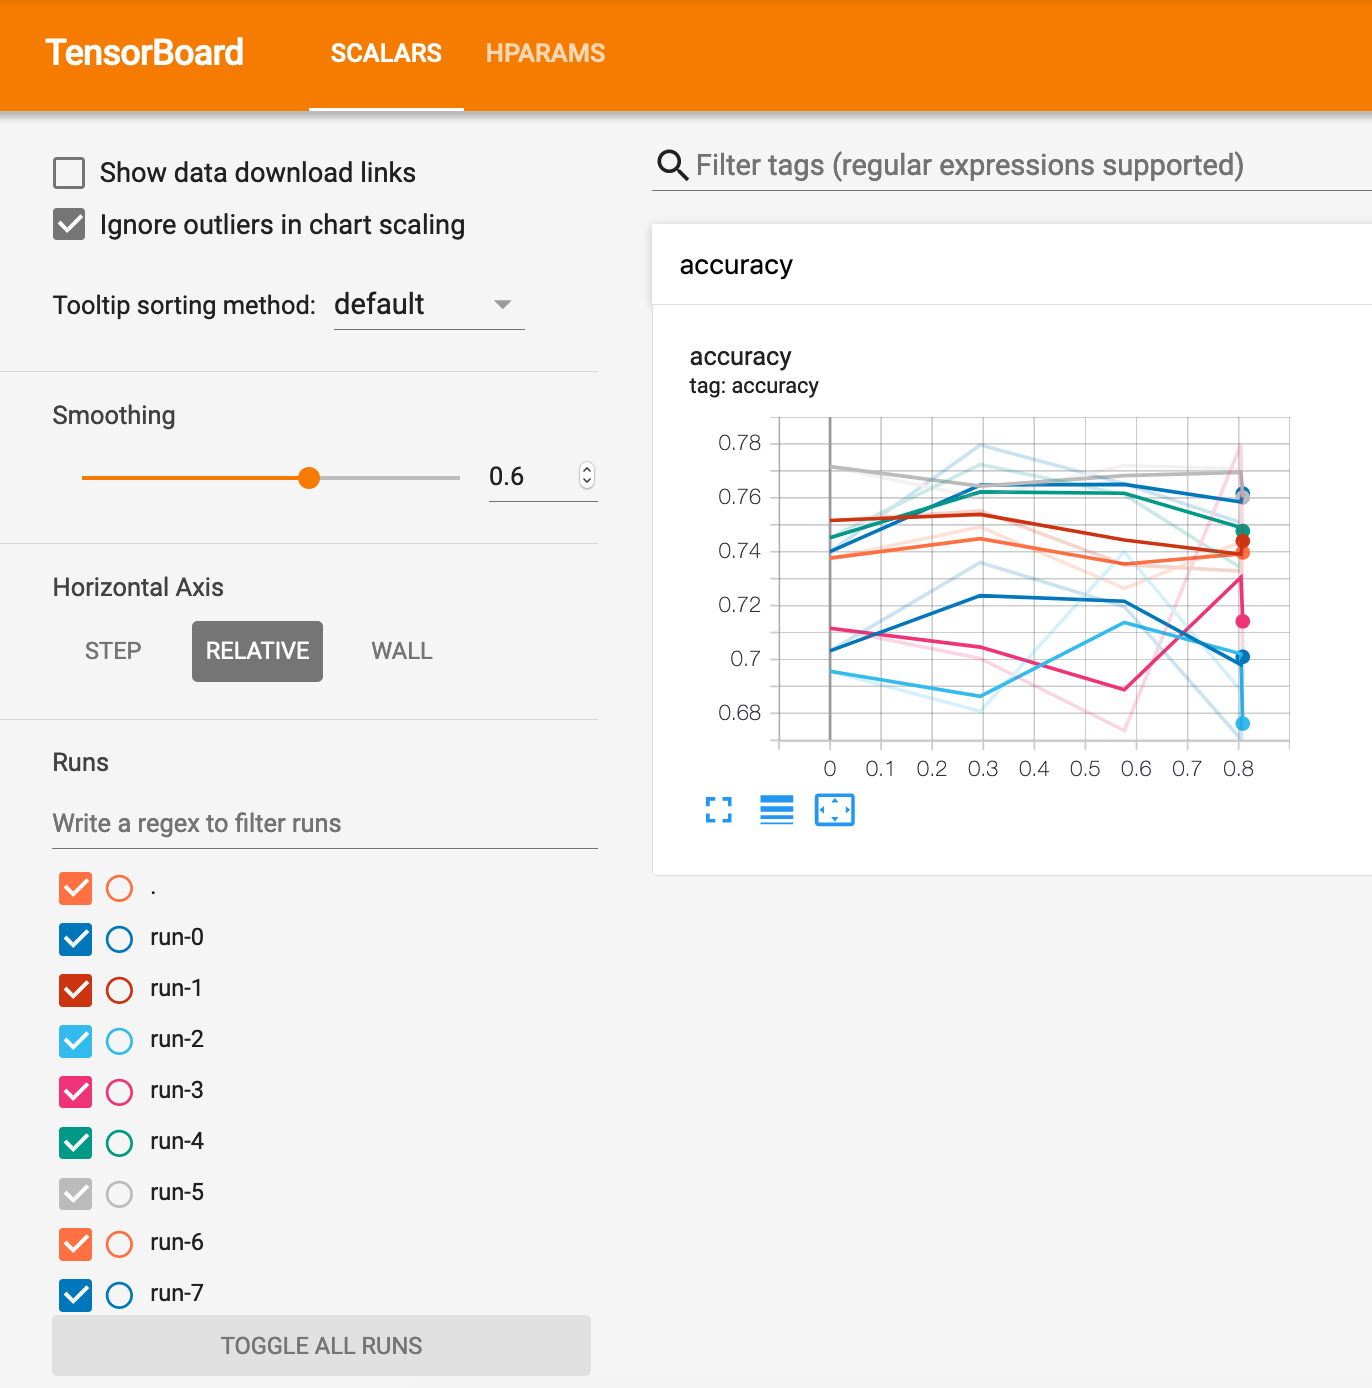 TensorBoard SCALARS HPARAMS
Show data download links
Ignore outliers in chart scaling
Tooltip sorting method: default
Smoothing
0.6
Horizontal Axis
STEP RELATIVE WALL
Runs
Write a regex to filter runs
.
run-0
run-1
run-2
run-3
run-4
run-5
run-6
run-7
TOGGLE ALL RUNS
Filter tags (regular expressions supported)
accuracy
accuracy
tag: accuracy
0.78
0.76
0.74
0.72
0.7
0.68
0 0.1 0.2 0.3 0.4 0.5 0.6 0.7 0.8